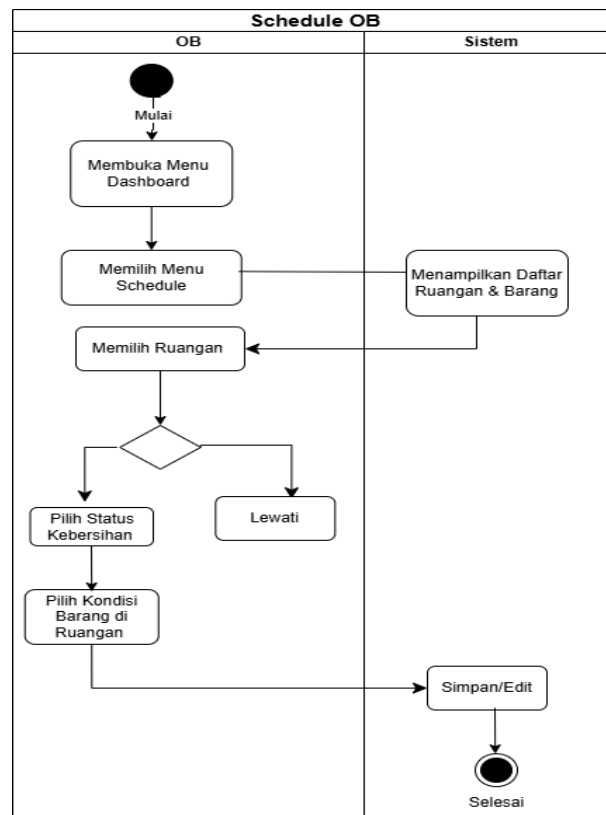 Schedule OB
OB
Sistem
Mulai
Membuka Menu
Dashboard
Memilih Menu
Schedule
Menampilkan Daftar
Ruangan & Barang
Memilih Ruangan
Pilih Status
Kebersihan
Lewati
Pilih Kondisi
Barang di
Ruangan
Simpan/Edit
Selesai